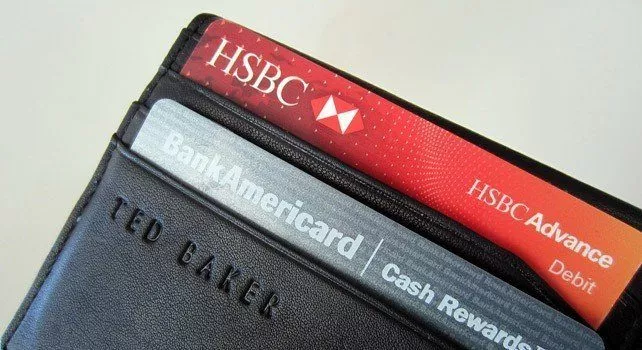 HSBC
HSBC Advance
Debit
BankAmericard | Cash Rewards
TED BAKER